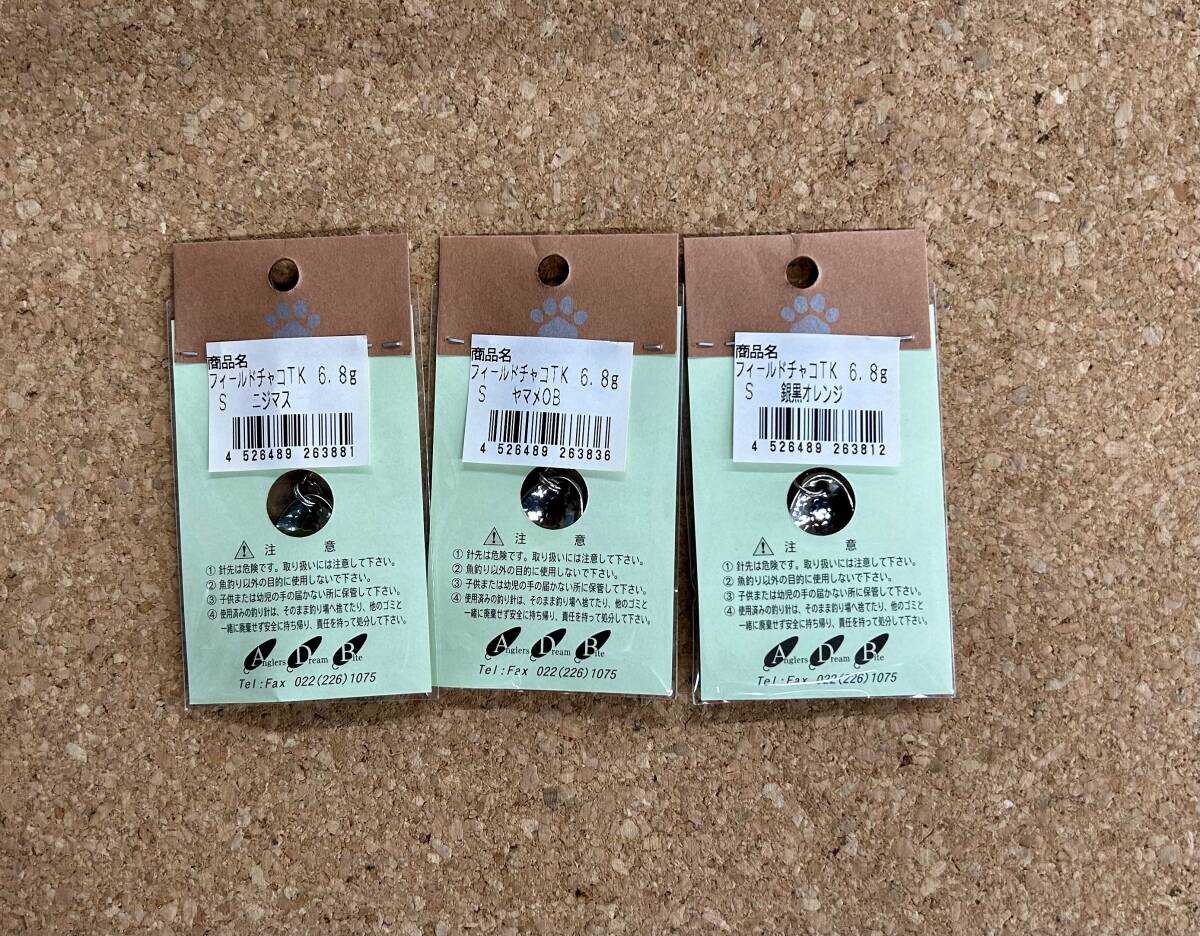 商品名
フィールドチャコTK 6.8g
S ニジマス
4 526489 263881
注 意
① 針先は危険です。取り扱いには注意して下さい。
② 魚釣り以外の目的に使用しないで下さい。
③ 子供または幼児の手の届かない所に保管して下さい。
④ 使用済みの釣り針は、そのまま釣り場へ捨てたり、他のゴミと
一緒に廃棄せず安全に持ち帰り、責任を持って処分して下さい。
Anglers Dream Bite
Tel:Fax 022(226)1075
商品名
フィールドチャコTK 6.8g
S ヤマメOB
4 526489 263836
注 意
① 針先は危険です。取り扱いには注意して下さい。
② 魚釣り以外の目的に使用しないで下さい。
③ 子供または幼児の手の届かない所に保管して下さい。
④ 使用済みの釣り針は、そのまま釣り場へ捨てたり、他のゴミと
一緒に廃棄せず安全に持ち帰り、責任を持って処分して下さい。
Anglers Dream Bite
Tel:Fax 022(226)1075
商品名
フィールドチャコTK 6.8g
S 銀黒オレンジ
4 526489 263812
注 意
① 針先は危険です。取り扱いには注意して下さい。
② 魚釣り以外の目的に使用しないで下さい。
③ 子供または幼児の手の届かない所に保管して下さい。
④ 使用済みの釣り針は、そのまま釣り場へ捨てたり、他のゴミと
一緒に廃棄せず安全に持ち帰り、責任を持って処分して下さい。
Anglers Dream Bite
Tel:Fax 022(226)1075